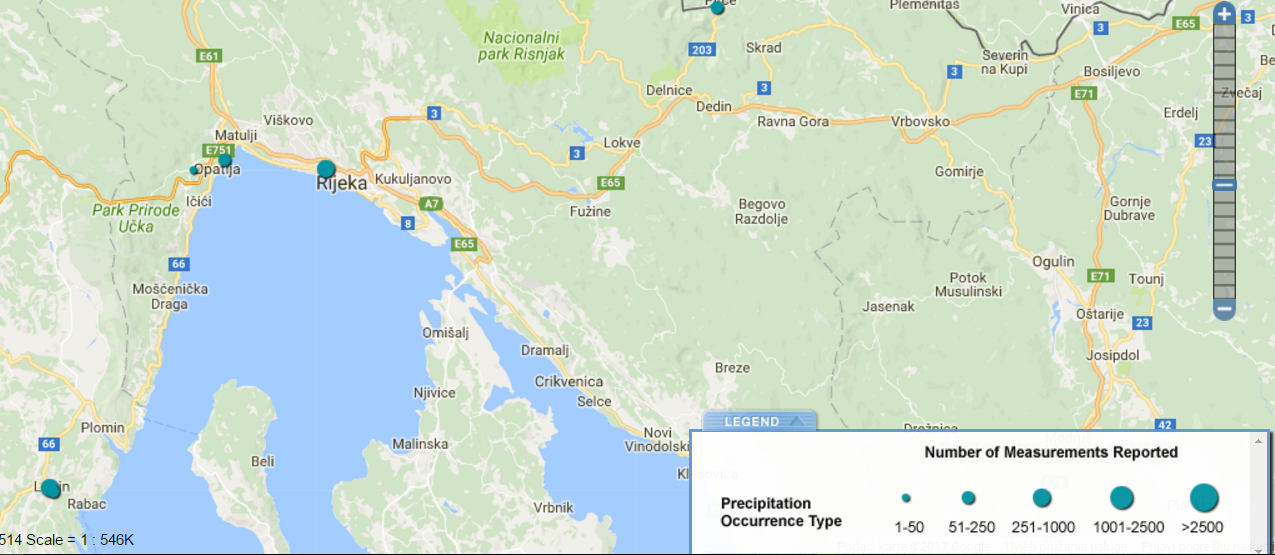 Plemenitas
Vinica
E65
3
3
+
Nacionalni
park Risnjak
E61
203
Skrad
Severin
na Kupi
3
Bosiljevo
Delnice
3
E71
Dedin
Zvečaj
Viškovo
3
Ravna Gora
Vrbovsko
Erdelj
Matulji
Lokve
23
E751
3
Opatija
Rijeka
Kukuljanovo
E65
Gomirje
Ičići
A7
Fužine
Begovo
Razdolje
Gornje
Dubrave
Park Prirode
Učka
8
E65
66
Ogulin
E71
Tounj
Mošćenička
Draga
Potok
Musulinski
Jasenak
Oštarije
23
Omišalj
Dramalj
Josipdol
Breze
Crikvenica
Njivice
Selce
LEGEND
42
Plomin
66
Malinska
Novi
Vinodolski
Beli
Rabac
Vrbnik
Number of Measurements Reported
Precipitation
Occurrence Type
1-50
51-250
251-1000
1001-2500
>2500
514 Scale = 1 : 546K